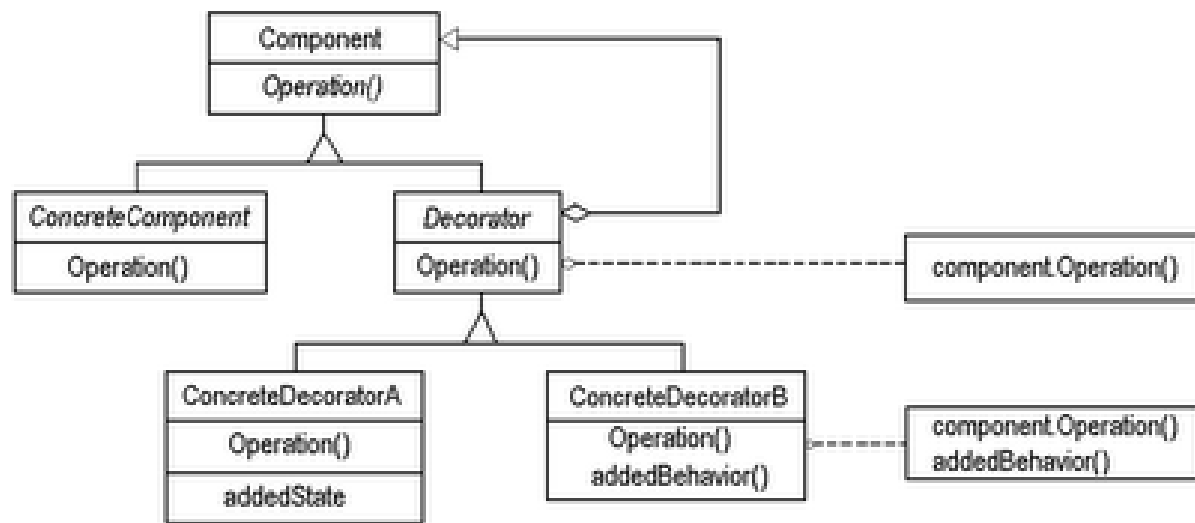 Component
Operation()
ConcreteComponent
Operation()
Decorator
Operation()
component.Operation()
ConcreteDecoratorA
Operation()
addedState
ConcreteDecoratorB
Operation()
addedBehavior()
component.Operation()
addedBehavior()